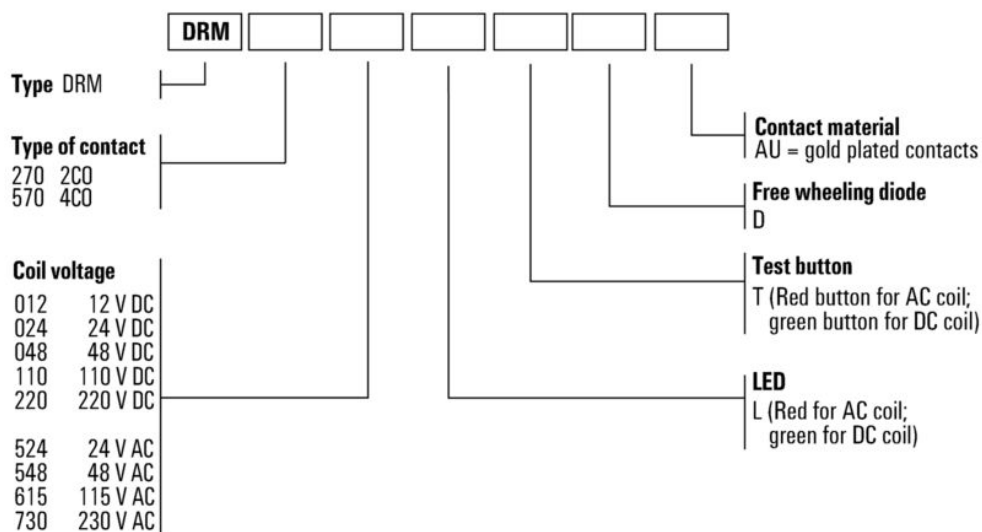 DRM
Type DRM
Type of contact
270 2CO
570 4CO
Coil voltage
012 12 V DC
024 24 V DC
048 48 V DC
110 110 V DC
220 220 V DC
524 24 V AC
548 48 V AC
615 115 V AC
730 230 V AC
Contact material
AU = gold plated contacts
Free wheeling diode
D
Test button
T (Red button for AC coil;
green button for DC coil)
LED
L (Red for AC coil;
green for DC coil)